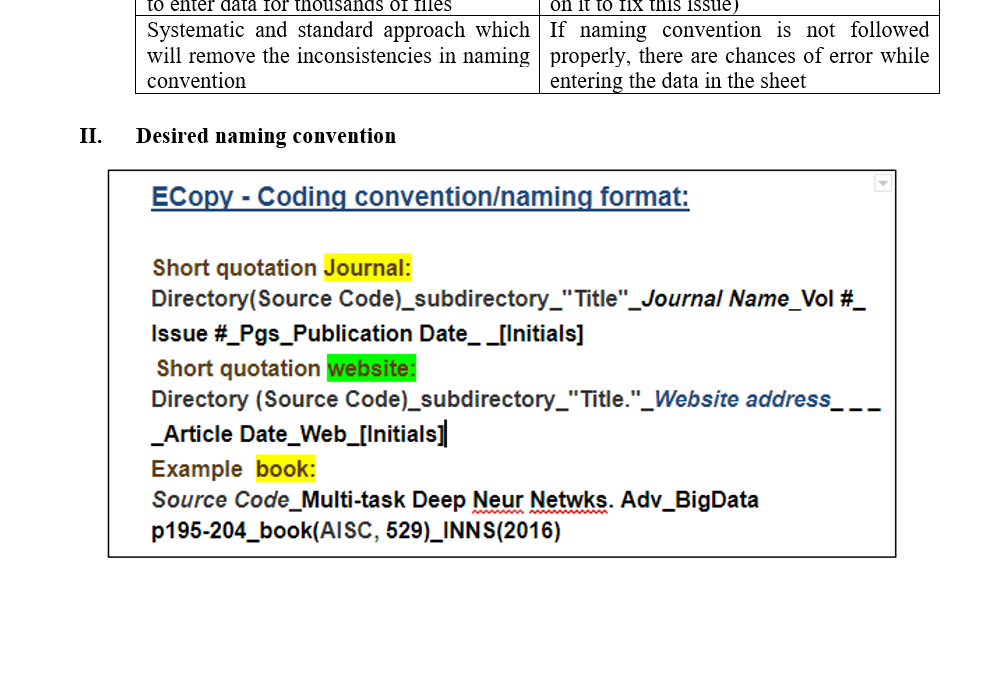 to enter data for thousands of files
on it to fix this issue)
Systematic and standard approach which
will remove the inconsistencies in naming
convention
If naming convention is not followed
properly, there are chances of error while
entering the data in the sheet
II. Desired naming convention
ECopy - Coding convention/naming format:
Short quotation Journal:
Directory(Source Code)_subdirectory_"Title"_Journal Name_Vol #_
Issue #_Pgs_Publication Date_ _[Initials]
Short quotation website:
Directory (Source Code)_subdirectory_"Title."_Website address_ _ _
_Article Date_Web_[Initials]
Example book:
Source Code_Multi-task Deep Neur Netwks. Adv_BigData
p195-204_book(AISC, 529)_INNS(2016)